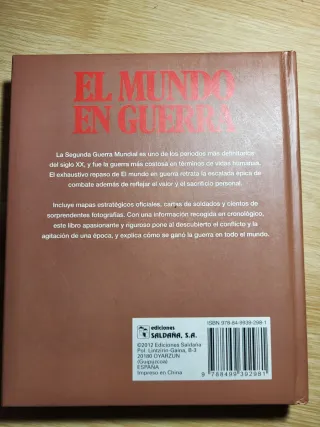 EL MUNDO
EN GUERRA
La Segunda Guerra Mundial es uno de los periodos más definitorios
del siglo XX, y fue la guerra más costosa en términos de vidas humanas.
El exhaustivo repaso de El mundo en guerra retrata la escalada épica de
combate además de reflejar el valor y el sacrificio personal.
Incluye mapas estratégicos oficiales, cartas de soldados y cientos de
sorprendentes fotografías. Con una información recogida en cronológico,
este libro apasionante y riguroso pone al descubierto el conflicto y la
agitación de una época, y explica cómo se ganó la guerra en todo el mundo.
ediciones
SALDAÑA, S.A.
©2012 Ediciones Saldaña
Pol. Lintzirin-Gaina, B-3
20180 OYARZUN
(Guipúzcoa)
ESPAÑA
Impreso en China
ISBN 978-84-9939-298-1
9 788499 392981